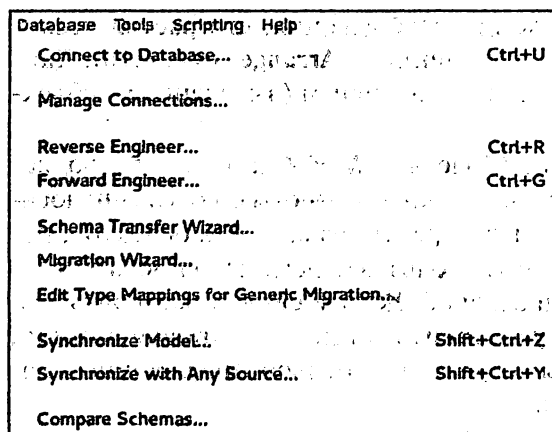 Database Tools Scripting Help
Connect to Database... Ctrl+U
Manage Connections...
Reverse Engineer... Ctrl+R
Forward Engineer... Ctrl+G
Schema Transfer Wizard...
Migration Wizard...
Edit Type Mappings for Generic Migration...
Synchronize Model... Shift+Ctrl+Z
Synchronize with Any Source... Shift+Ctrl+Y
Compare Schemas...